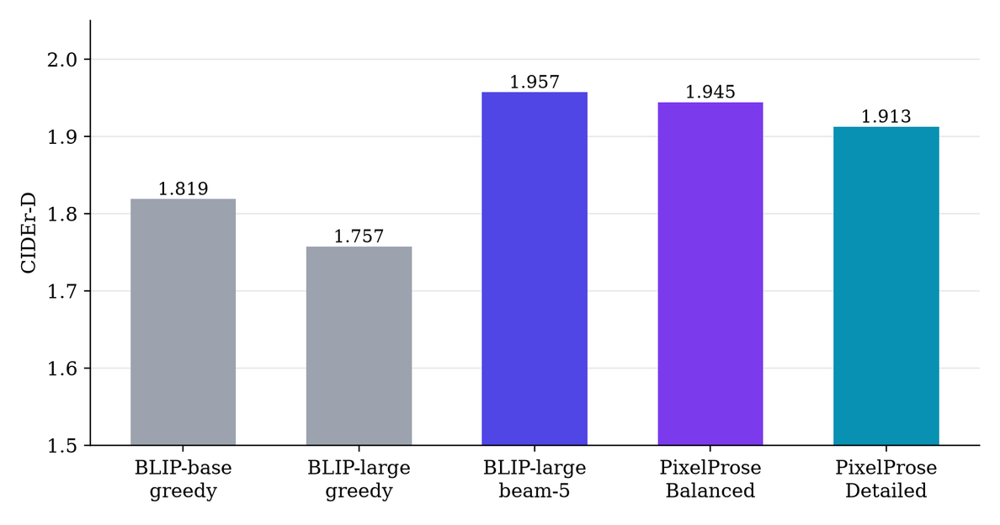 CIDEr-D
2.0
1.9
1.8
1.7
1.6
1.5
1.819
1.757
1.957
1.945
1.913
BLIP-base
greedy
BLIP-large
greedy
BLIP-large
beam-5
PixelProse
Balanced
PixelProse
Detailed